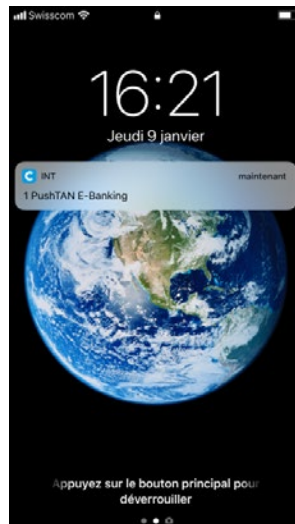 Swisscom
16:21
Jeudi 9 janvier
C INT maintenant
1 PushTAN E-Banking
Appuyez sur le bouton principal pour
déverrouiller